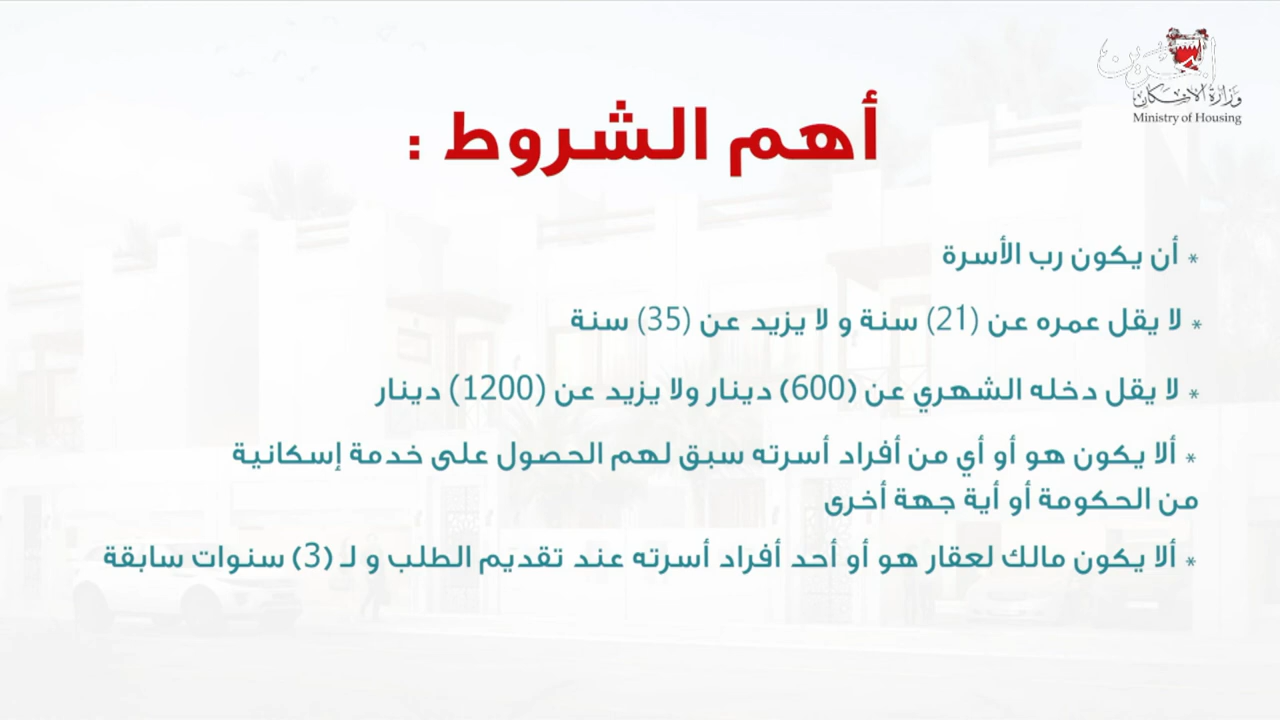 البحرين
وزارة الإسكان
Ministry of Housing
أهم الشروط :
* أن يكون رب الأسرة
* لا يقل عمره عن (21) سنة و لا يزيد عن (35) سنة
* لا يقل دخله الشهري عن (600) دينار ولا يزيد عن (1200) دينار
* ألا يكون هو أو أي من أفراد أسرته سبق لهم الحصول على خدمة إسكانية
من الحكومة أو أية جهة أخرى
* ألا يكون مالك لعقار هو أو أحد أفراد أسرته عند تقديم الطلب و لـ (3) سنوات سابقة